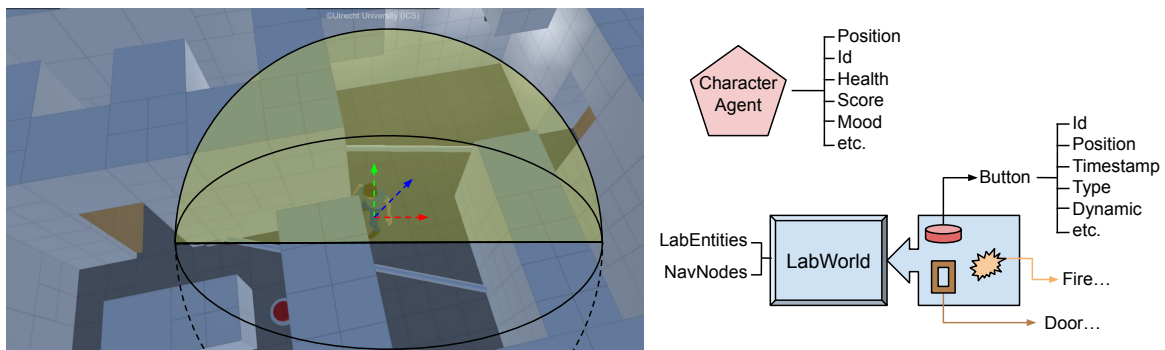 ©Utrecht University (ICS)
Character
Agent
Position
Id
Health
Score
Mood
etc.
Button
Id
Position
Timestamp
Type
Dynamic
etc.
LabEntities
NavNodes
LabWorld
Fire...
Door...